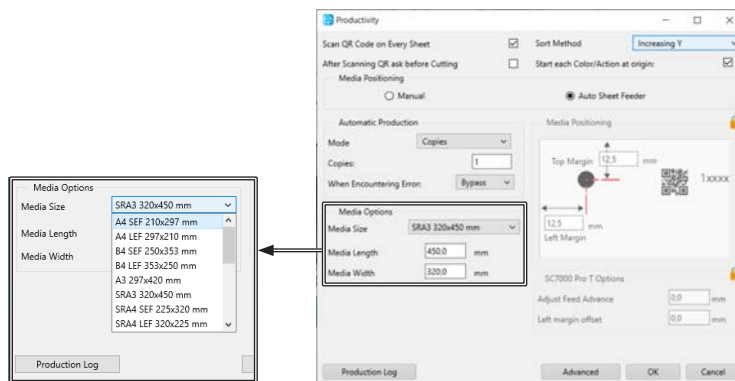 Productivity
Scan QR Code on Every Sheet
Sort Method Increasing Y
After Scanning QR ask before Cutting
Start each Color/Action at origin:
Media Positioning
Manual Auto Sheet Feeder
Automatic Production
Mode Copies
Copies: 1
When Encountering Error: Bypass
Media Positioning
Top Margin 12,5 mm
1xxxx
12,5 mm
Left Margin
Media Options
Media Size SRA3 320x450 mm
Media Length 450,0 mm
Media Width 320,0 mm
SC7000 Pro T Options
Adjust Feed Advance 0,0 mm
Left margin offset 0,0 mm
Production Log Advanced OK Cancel
Media Options
Media Size SRA3 320x450 mm
Media Length
Media Width
A4 SEF 210x297 mm
A4 LEF 297x210 mm
B4 SEF 250x353 mm
B4 LEF 353x250 mm
A3 297x420 mm
SRA3 320x450 mm
SRA4 SEF 225x320 mm
SRA4 LEF 320x225 mm
Production Log